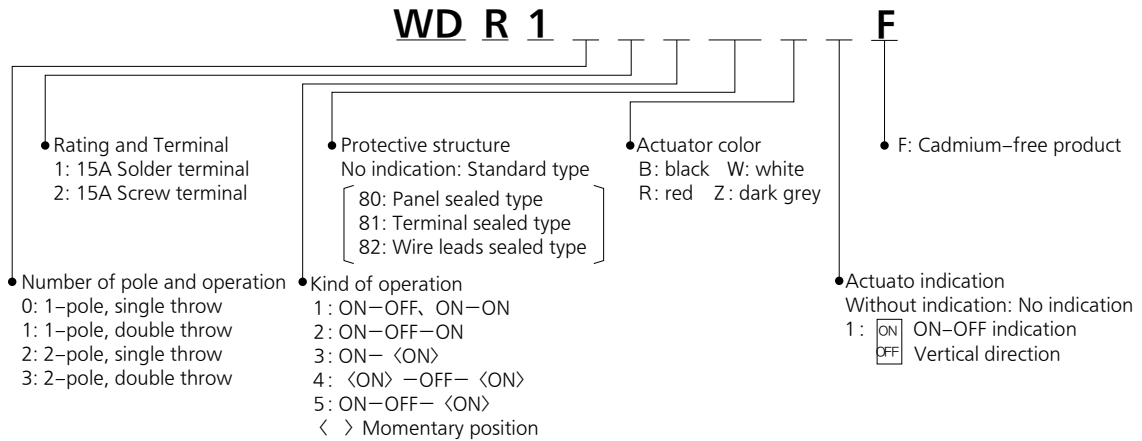 WD R 1 F
Rating and Terminal
1: 15A Solder terminal
2: 15A Screw terminal
Protective structure
No indication: Standard type
80: Panel sealed type
81: Terminal sealed type
82: Wire leads sealed type
Actuator color
B: black W: white
R: red Z: dark grey
F: Cadmium–free product
Number of pole and operation
0: 1–pole, single throw
1: 1–pole, double throw
2: 2–pole, single throw
3: 2–pole, double throw
Kind of operation
1: ON－OFF、ON－ON
2: ON－OFF－ON
3: ON－〈ON〉
4: 〈ON〉－OFF－〈ON〉
5: ON－OFF－〈ON〉
〈 〉Momentary position
Actuato indication
Without indication: No indication
1: ON ON–OFF indication
OFF Vertical direction